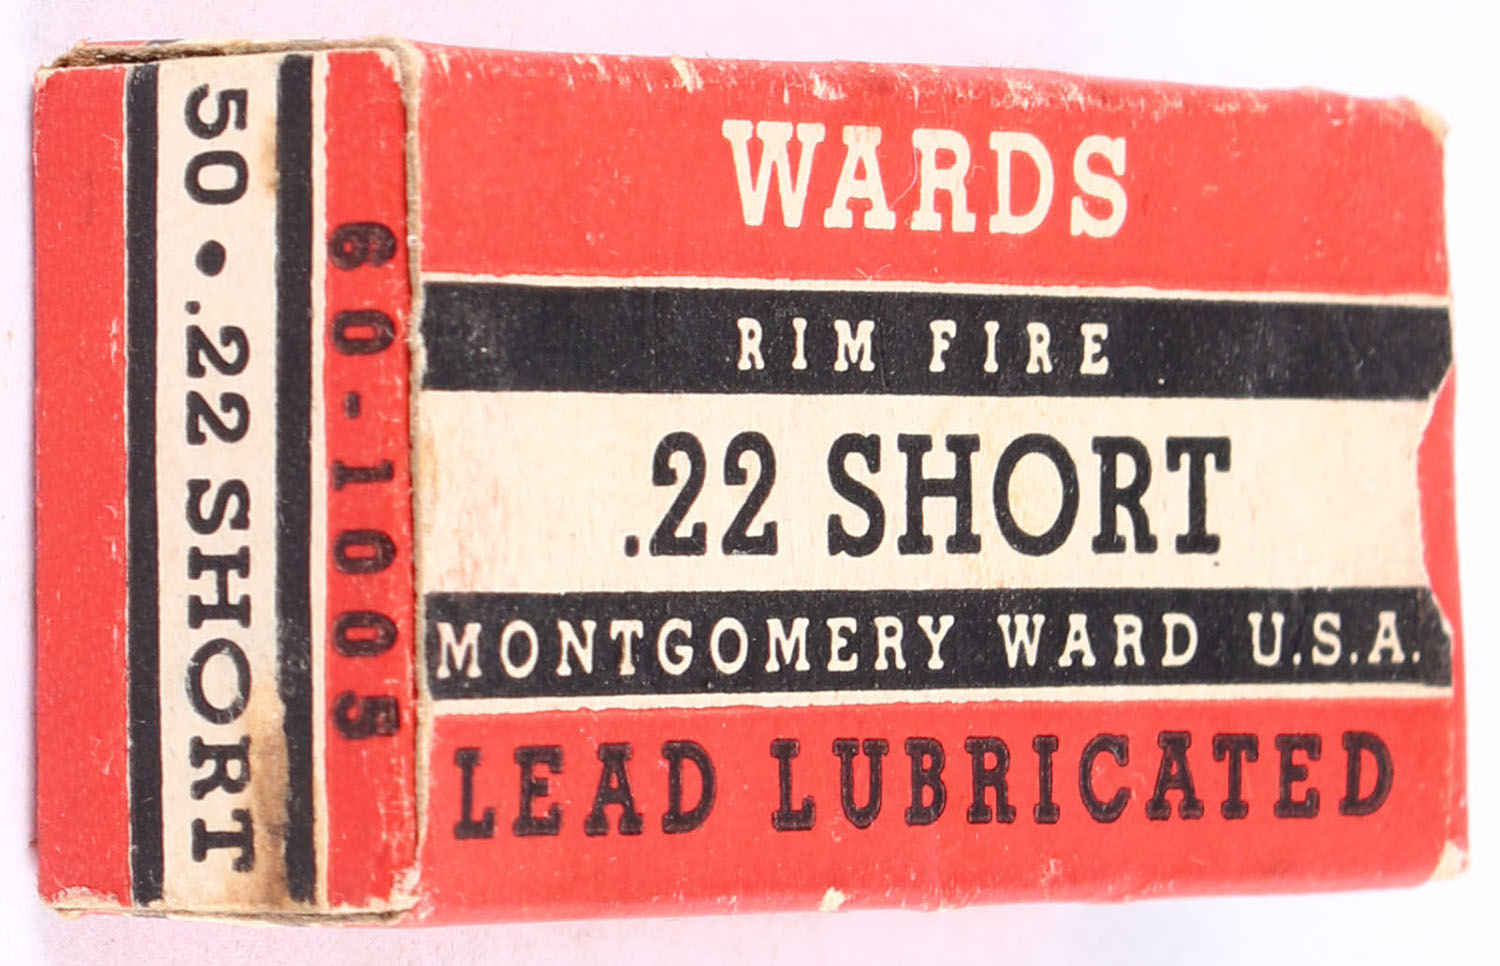 50 • .22 SHORT
60-1005
WARDS
RIM FIRE
.22 SHORT
MONTGOMERY WARD U.S.A.
LEAD LUBRICATED